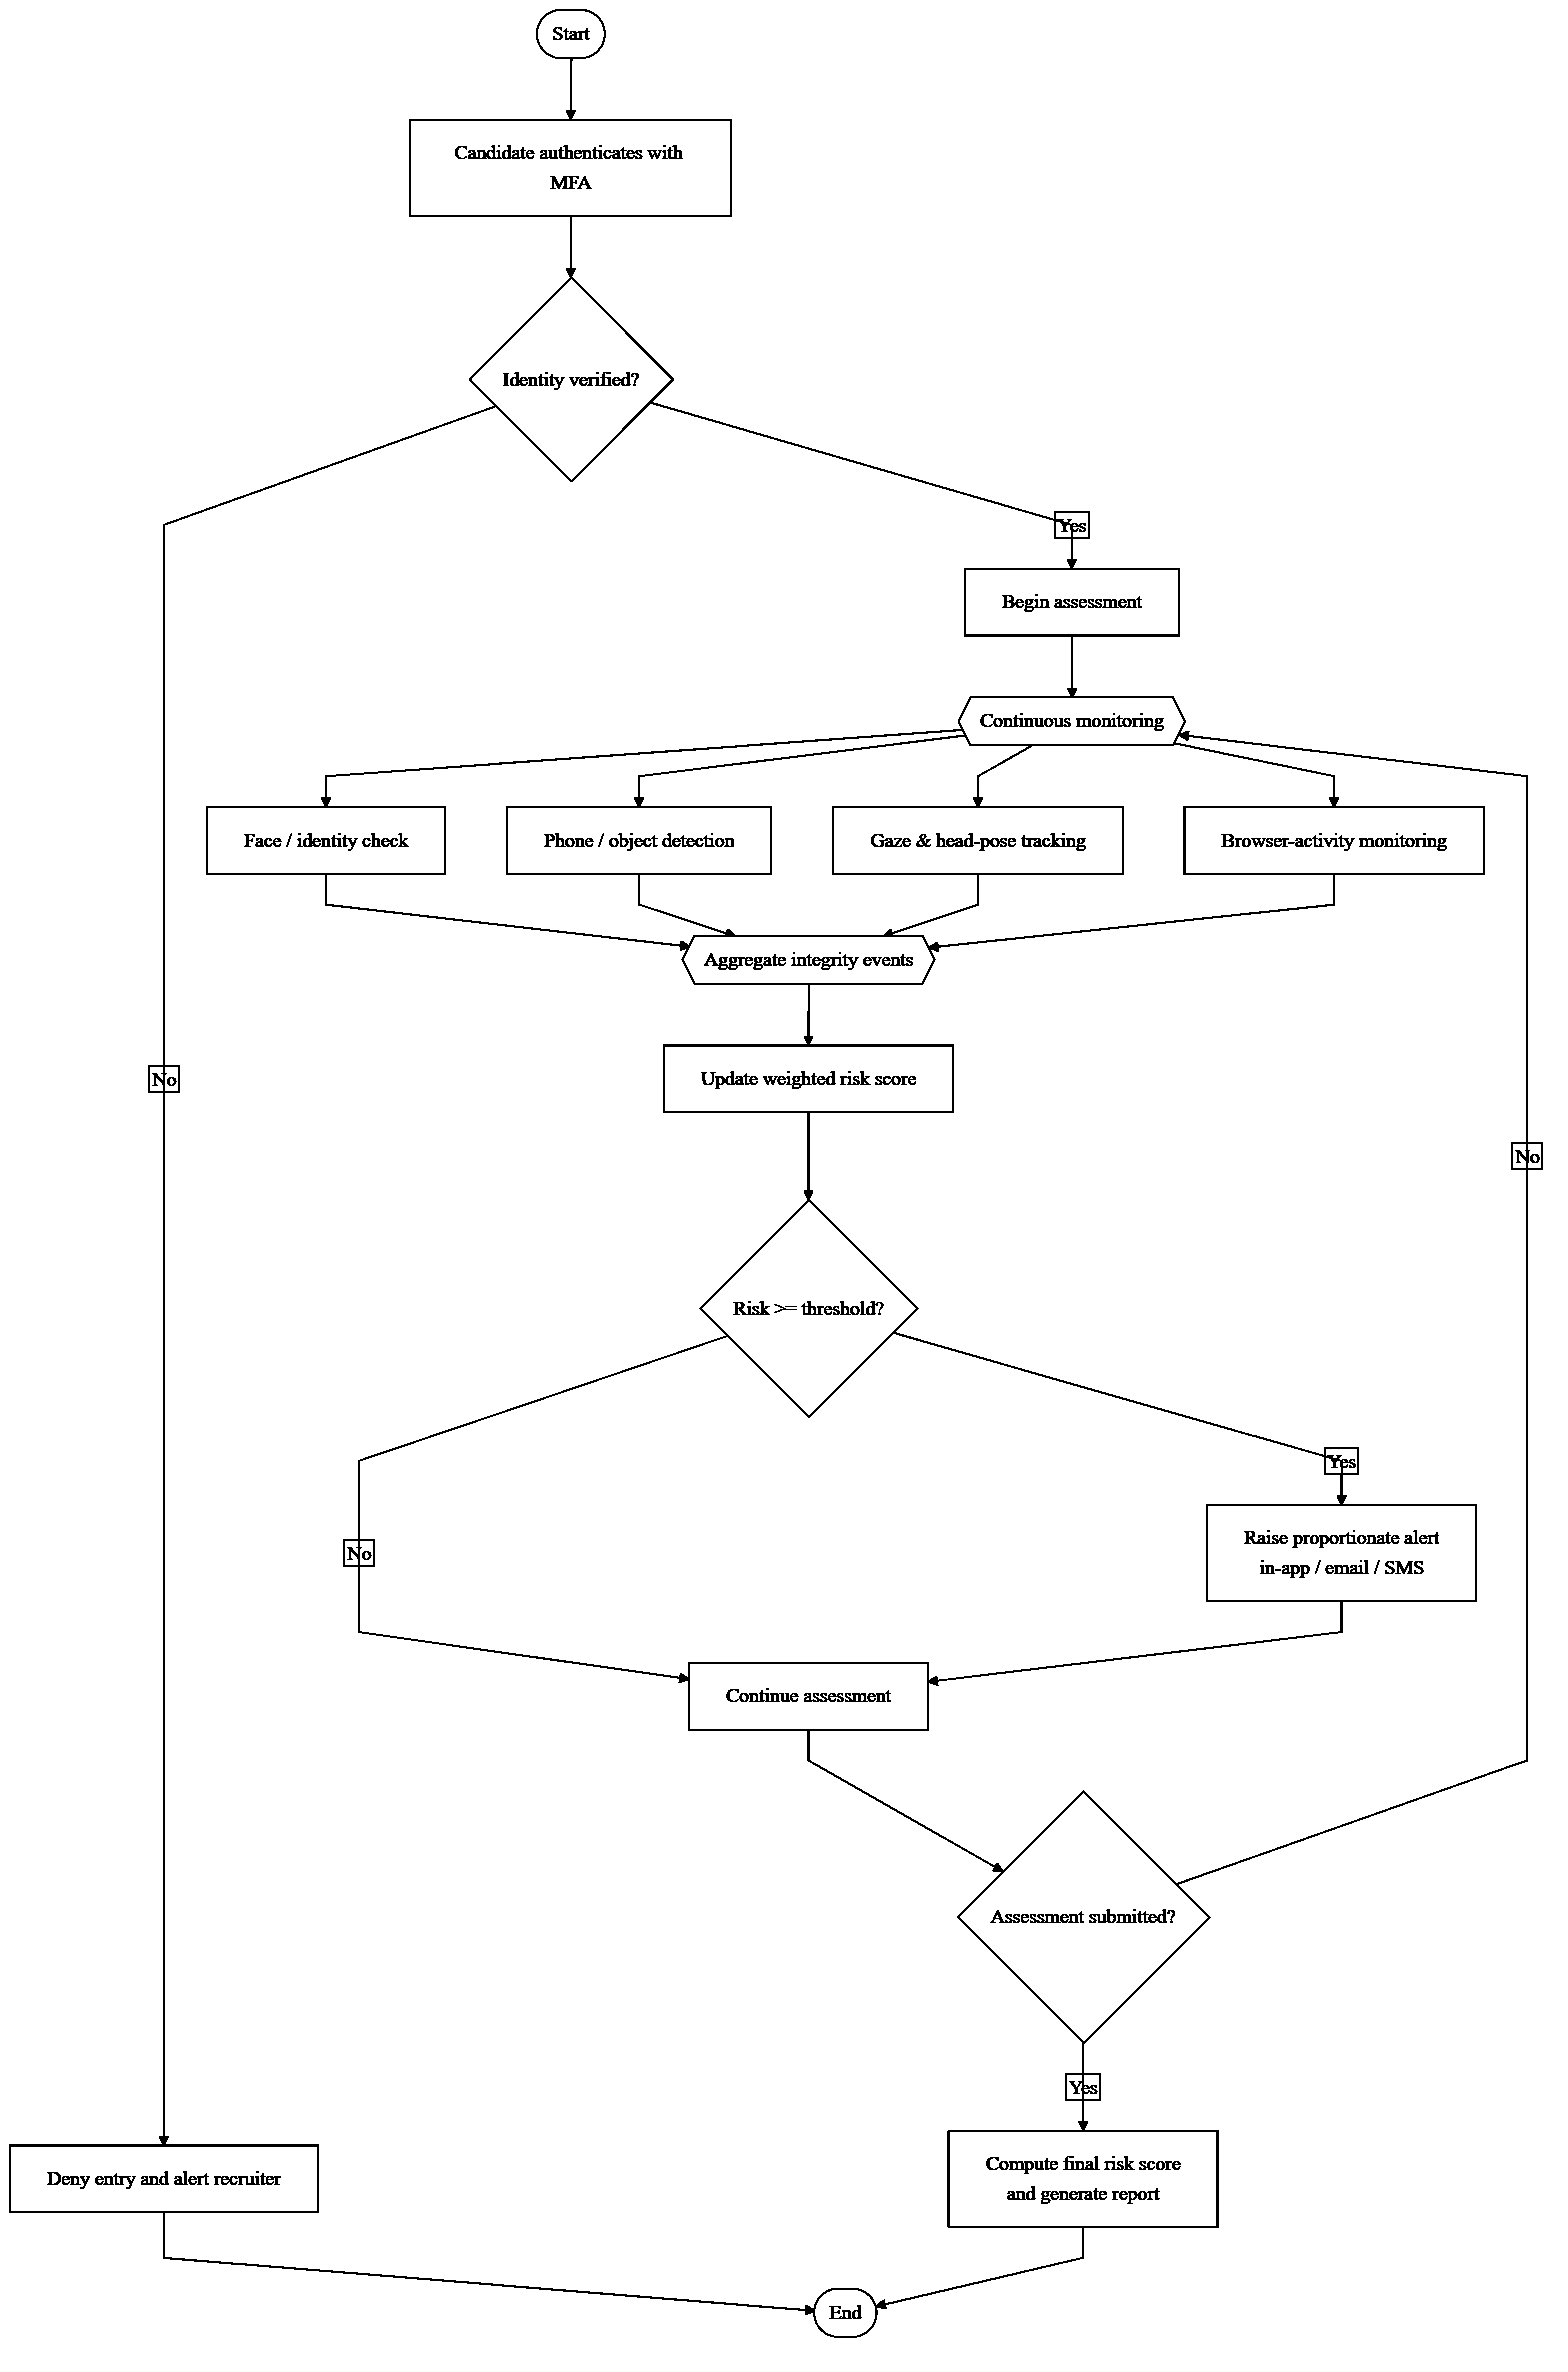 Start
Candidate authenticates with
MFA
Identity verified?
Yes
Begin assessment
Continuous monitoring
Face / identity check
Phone / object detection
Gaze & head-pose tracking
Browser-activity monitoring
Aggregate integrity events
Update weighted risk score
No
No
Risk >= threshold?
Yes
No
Raise proportionate alert
in-app / email / SMS
Continue assessment
Assessment submitted?
Yes
Deny entry and alert recruiter
Compute final risk score
and generate report
End